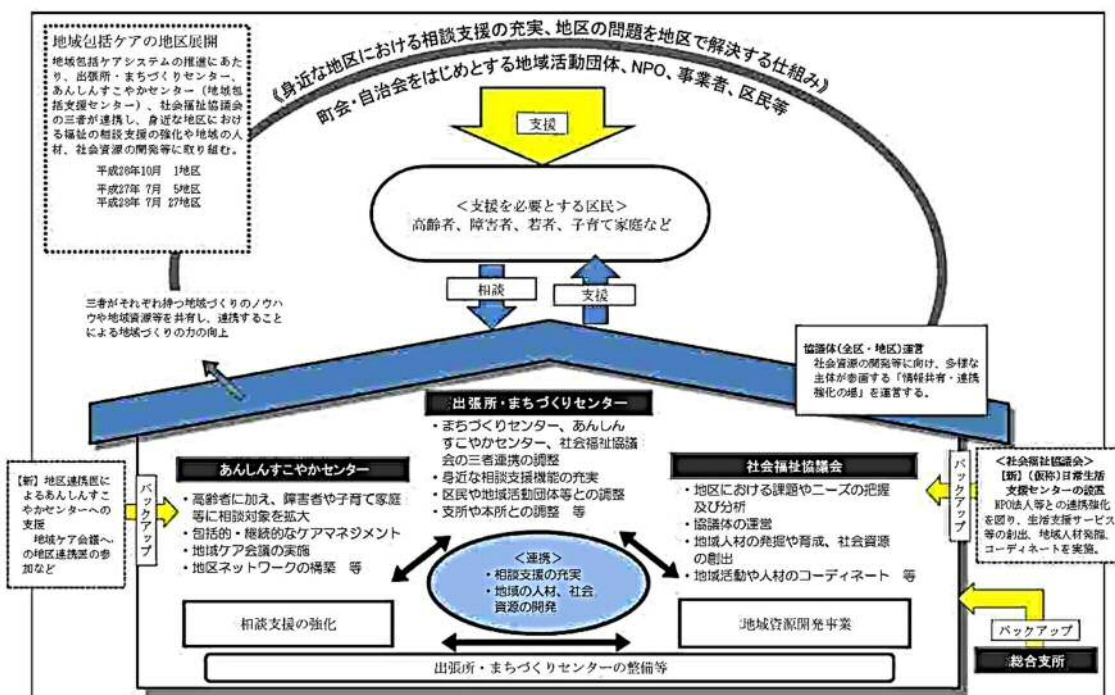 地域包括ケアの地区展開
地域包括ケアシステムの推進にあた
り、出張所・まちづくりセンター、
あんしんすこやかセンター（地域包
括支援センター）、社会福祉協議会
の三者が連携し、身近な地区におけ
る福祉の相談支援の強化や地域の人
材、社会資源の開発等に取り組む。
平成26年10月 1地区
平成27年 7月 5地区
平成28年 7月 27地区
《身近な地区における相談支援の充実、地区の問題を地区で解決する仕組み》
町会・自治会をはじめとする地域活動団体、NPO、事業者、区民等
支援
＜支援を必要とする区民＞
高齢者、障害者、若者、子育て家庭など
相談
支援
三者がそれぞれ持つ地域づくりのノウハ
ウや地域資源等を共有し、連携すること
による地域づくりの力の向上
協議体(全区・地区)運営
社会資源の開発等に向け、多様な
主体が参画する「情報共有・連携
強化の場」を運営する。
出張所・まちづくりセンター
・まちづくりセンター、あんしん
すこやかセンター、社会福祉協議
会の三者連携の調整
・身近な相談支援機能の充実
・区民や地域活動団体等との調整
・支所や本所との調整 等
【新】地区連携医に
よるあんしんすこ
やかセンターへの
支援
地域ケア会議へ
の地区連携医の参
加など
バックアップ
あんしんすこやかセンター
・高齢者に加え、障害者や子育て家庭
等に相談対象を拡大
・包括的・継続的なケアマネジメント
・地域ケア会議の実施
・地区ネットワークの構築 等
社会福祉協議会
・地区における課題やニーズの把握
及び分析
・協議体の運営
・地域人材の発掘や育成、社会資源
の創出
・地域活動や人材のコーディネート 等
バックアップ
＜社会福祉協議会＞
【新】(仮称)日常生活
支援センターの設置
NPO法人等との連携強化
を図り、生活支援サービス
等の創出、地域人材発掘、
コーディネートを実施。
＜連携＞
・相談支援の充実
・地域の人材、社会
資源の開発
相談支援の強化
地域資源開発事業
出張所・まちづくりセンターの整備等
バックアップ
総合支所